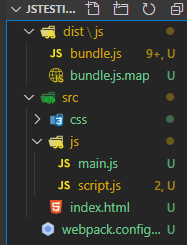 JSTESTI...
dist \ js
JS bundle.js 9+, U
bundle.js.map U
src
css
js
JS main.js U
JS script.js 2, U
index.html U
webpack.config... U